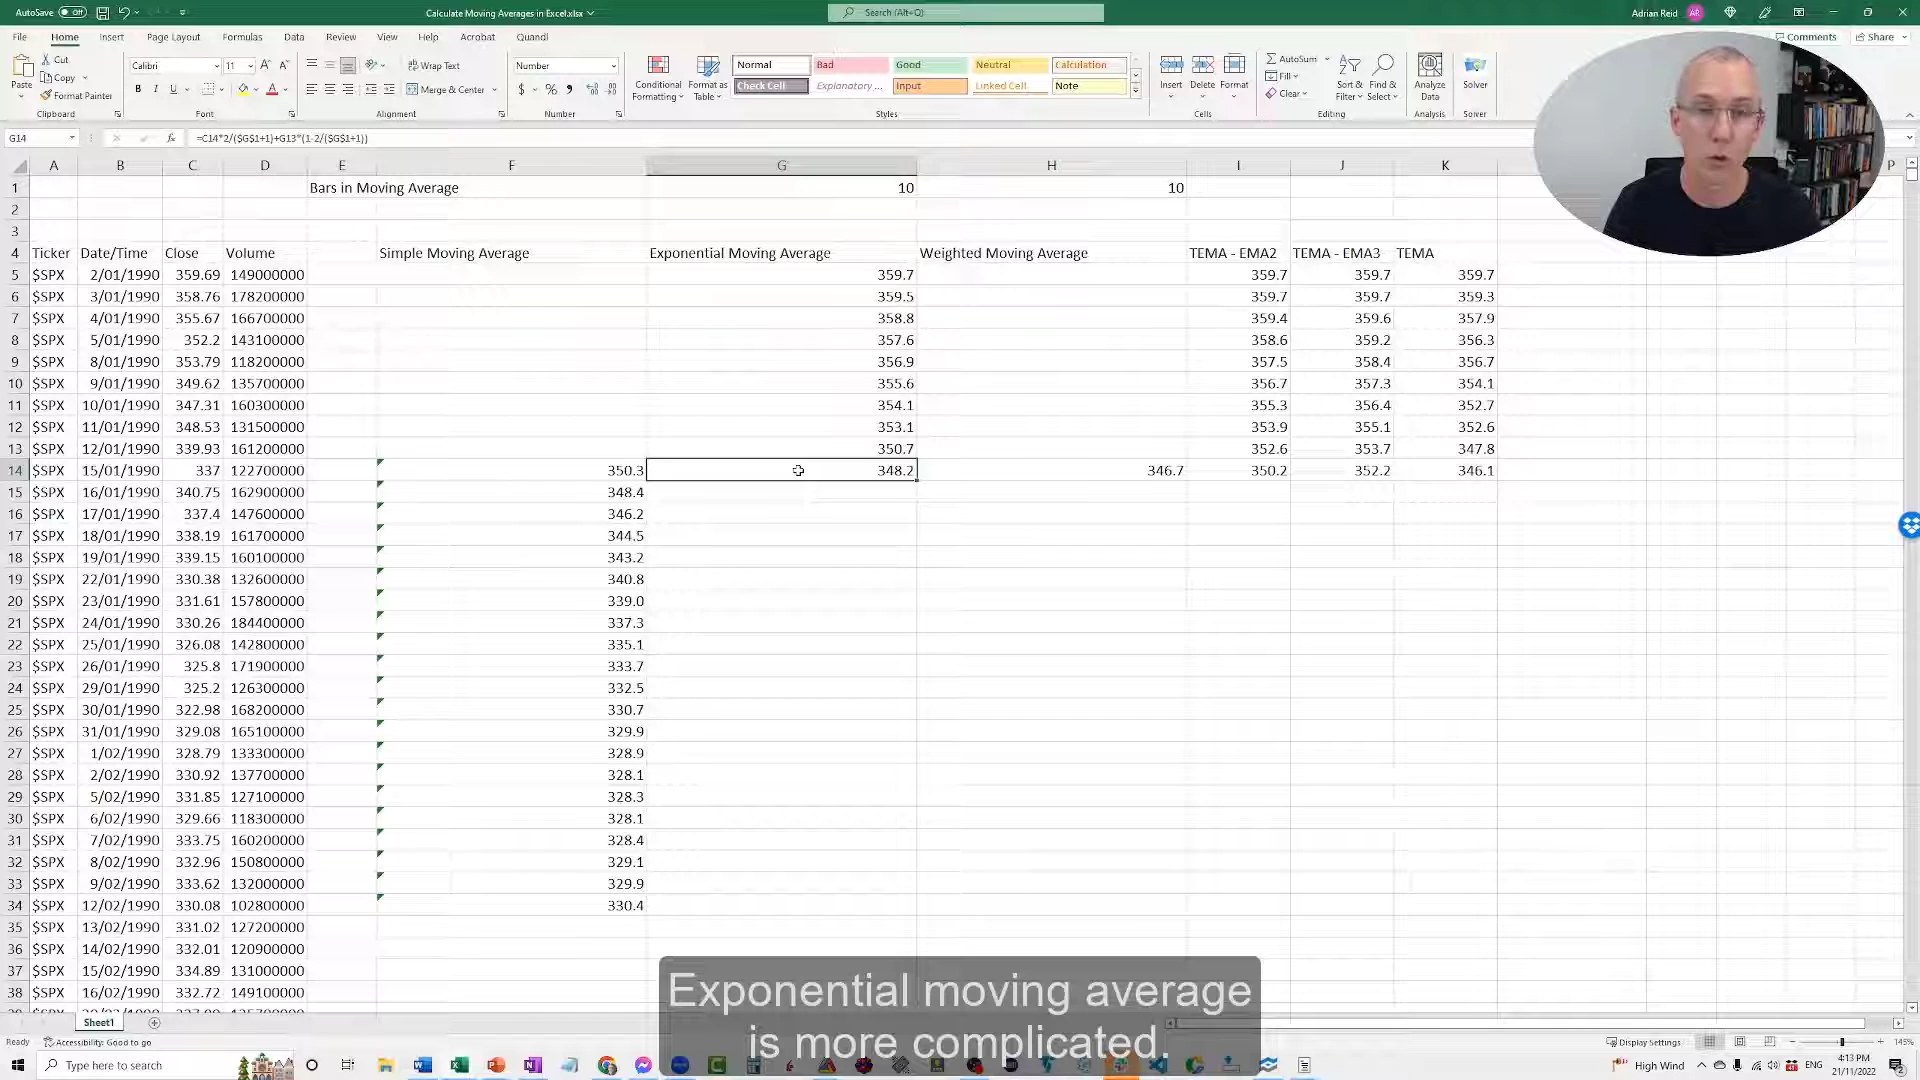 AutoSave Off
Calculate Moving Averages in Excel.xlsx
Search (Alt+Q)
Adrian Reid AR
File Home Insert Page Layout Formulas Data Review View Help Acrobat Quandl
Comments Share
Paste Cut Copy Format Painter
Calibri 11
Wrap Text
Merge & Center
Number
Conditional Formatting Format as Table
Normal Bad Good Neutral Calculation
Check Cell Explanatory ... Input Linked Cell Note
Insert Delete Format
AutoSum Fill Clear
Sort & Filter Find & Select
Analyze Data
Solver
Clipboard Font Alignment Number Styles Cells Editing Analysis Solver
G14 fx =C14*2/($G$1+1)+G13*(1-2/($G$1+1))
A B C D E F G H I J K P
1 Bars in Moving Average 10 10
2
3
4 Ticker Date/Time Close Volume Simple Moving Average Exponential Moving Average Weighted Moving Average TEMA - EMA2 TEMA - EMA3 TEMA
5 $SPX 2/01/1990 359.69 149000000 359.7 359.7 359.7 359.7
6 $SPX 3/01/1990 358.76 178200000 359.5 359.7 359.7 359.3
7 $SPX 4/01/1990 355.67 166700000 358.8 359.4 359.6 357.9
8 $SPX 5/01/1990 352.2 143100000 357.6 358.6 359.2 356.3
9 $SPX 8/01/1990 353.79 118200000 356.9 357.5 358.4 356.7
10 $SPX 9/01/1990 349.62 135700000 355.6 356.7 357.3 354.1
11 $SPX 10/01/1990 347.31 160300000 354.1 355.3 356.4 352.7
12 $SPX 11/01/1990 348.53 131500000 353.1 353.9 355.1 352.6
13 $SPX 12/01/1990 339.93 161200000 350.7 352.6 353.7 347.8
14 $SPX 15/01/1990 337 122700000 350.3 348.2 346.7 350.2 352.2 346.1
15 $SPX 16/01/1990 340.75 162900000 348.4
16 $SPX 17/01/1990 337.4 147600000 346.2
17 $SPX 18/01/1990 338.19 161700000 344.5
18 $SPX 19/01/1990 339.15 160100000 343.2
19 $SPX 22/01/1990 330.38 132600000 340.8
20 $SPX 23/01/1990 331.61 157800000 339.0
21 $SPX 24/01/1990 330.26 184400000 337.3
22 $SPX 25/01/1990 326.08 142800000 335.1
23 $SPX 26/01/1990 325.8 171900000 333.7
24 $SPX 29/01/1990 325.2 126300000 332.5
25 $SPX 30/01/1990 322.98 168200000 330.7
26 $SPX 31/01/1990 329.08 165100000 329.9
27 $SPX 1/02/1990 328.79 133300000 328.9
28 $SPX 2/02/1990 330.92 137700000 328.1
29 $SPX 5/02/1990 331.85 127100000 328.3
30 $SPX 6/02/1990 329.66 118300000 328.1
31 $SPX 7/02/1990 333.75 160200000 328.4
32 $SPX 8/02/1990 332.96 150800000 329.1
33 $SPX 9/02/1990 333.62 132000000 329.9
34 $SPX 12/02/1990 330.08 102800000 330.4
35 $SPX 13/02/1990 331.02 127200000
36 $SPX 14/02/1990 332.01 120900000
37 $SPX 15/02/1990 334.89 131000000
38 $SPX 16/02/1990 332.72 149100000
Exponential moving average
is more complicated.
Sheet1
Ready Accessibility: Good to go
Display Settings 145%
Type here to search
High Wind ENG 4:13 PM
21/11/2022